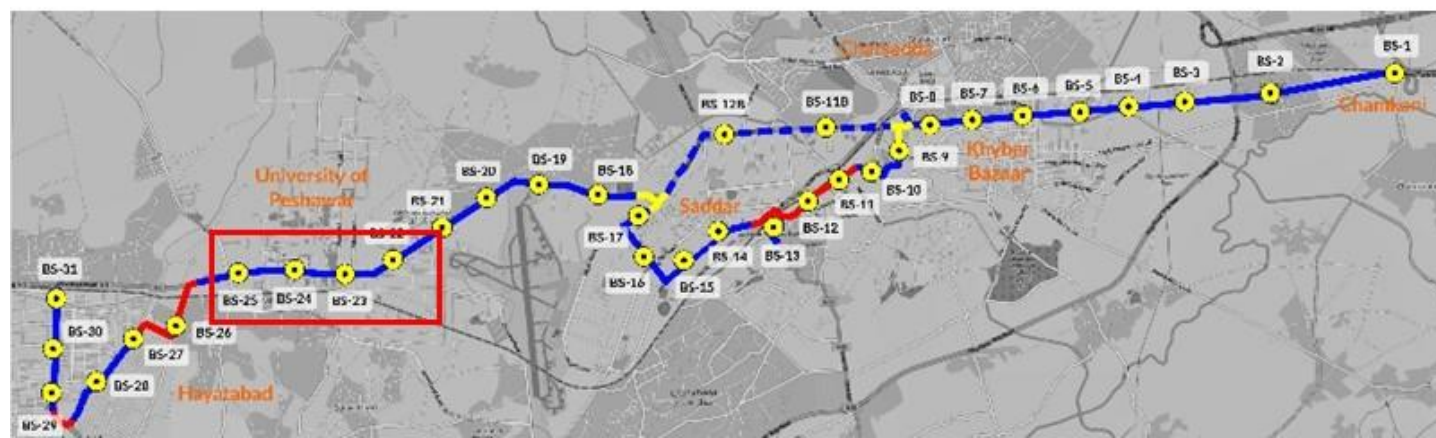 BS-1
BS-2
BS-3
BS-4
BS-5
BS-6
BS-7
BS-8
BS-11B
BS-12B
Chamkani
Khyber
Bazaar
BS-9
BS-10
BS-11
BS-12
BS-13
BS-14
BS-15
BS-16
BS-17
Saddar
BS-18
BS-19
BS-20
BS-21
University of
Peshawar
BS-23
BS-24
BS-25
BS-26
BS-27
BS-28
BS-29
BS-30
BS-31
Hayatabad